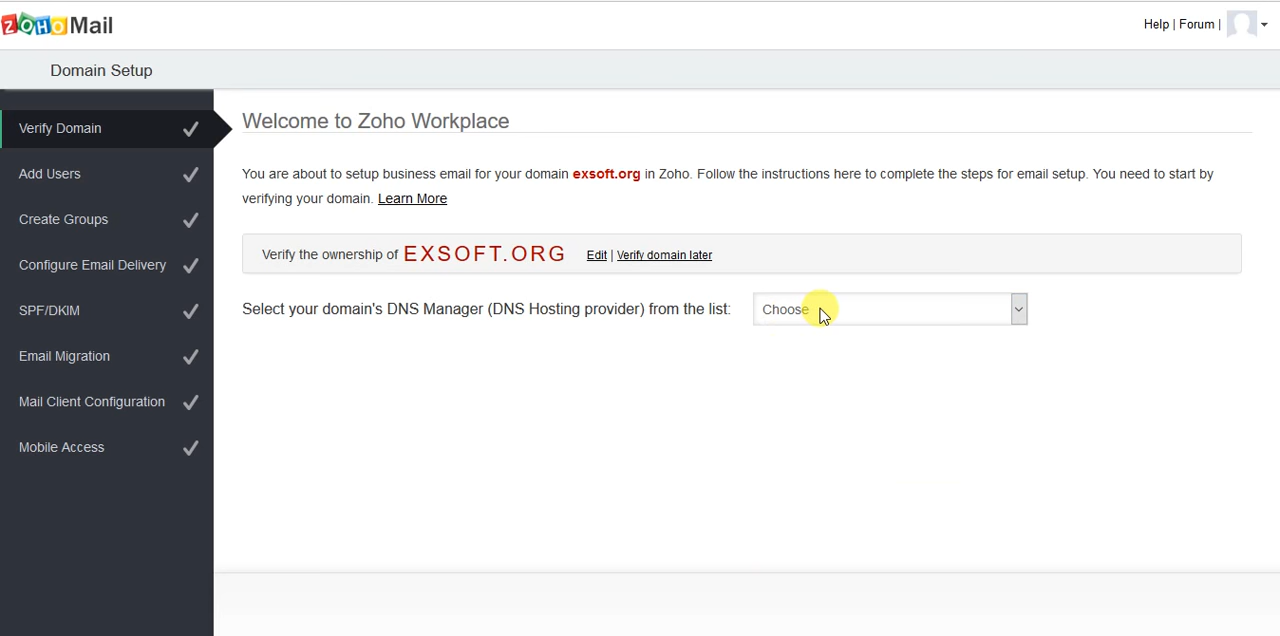 ZOHO Mail
Help | Forum |
Domain Setup
Verify Domain
Add Users
Create Groups
Configure Email Delivery
SPF/DKIM
Email Migration
Mail Client Configuration
Mobile Access
Welcome to Zoho Workplace
You are about to setup business email for your domain exsoft.org in Zoho. Follow the instructions here to complete the steps for email setup. You need to start by
verifying your domain. Learn More
Verify the ownership of EXSOFT.ORG Edit | Verify domain later
Select your domain's DNS Manager (DNS Hosting provider) from the list: Choose